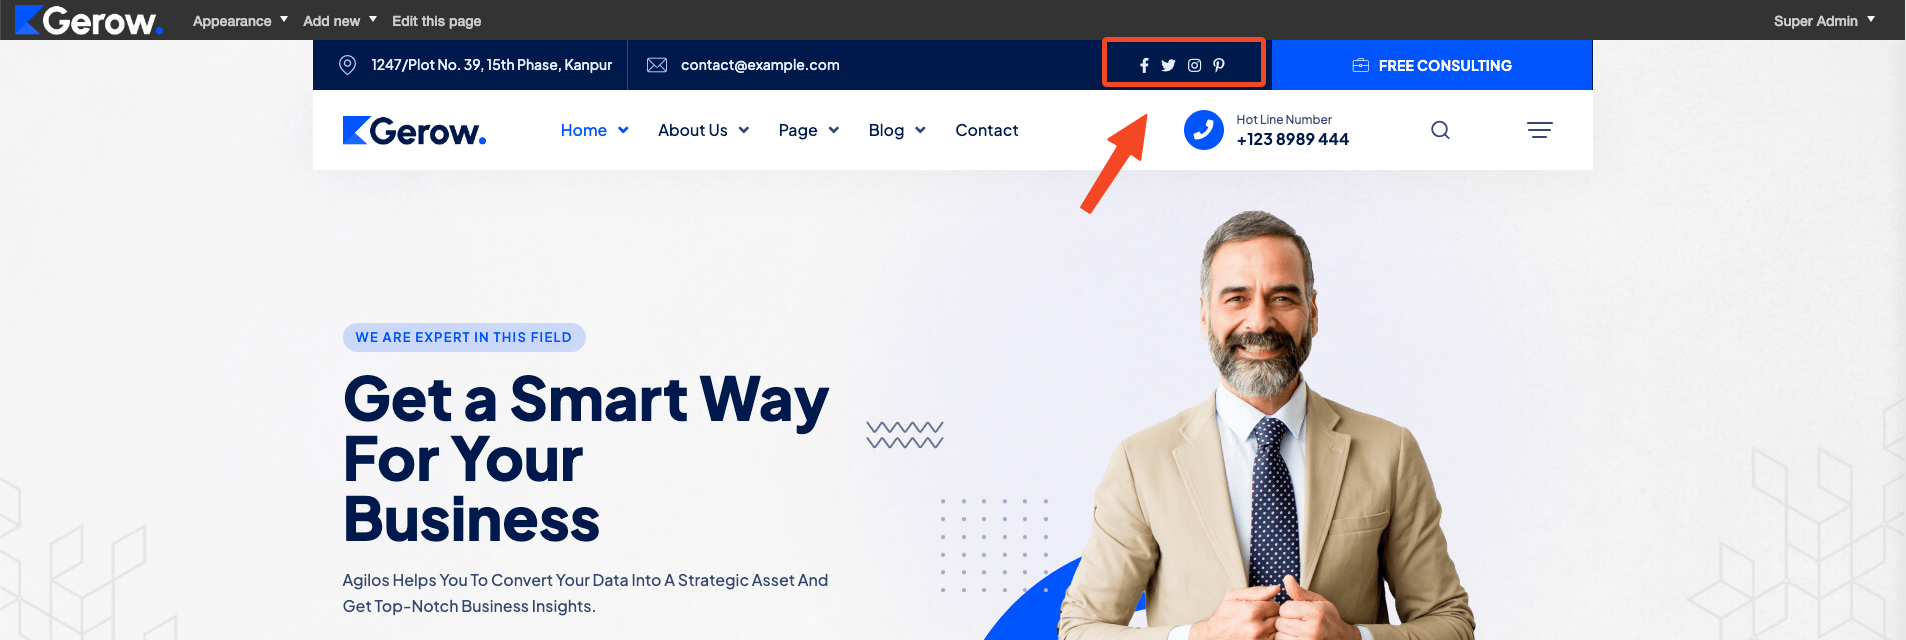 Gerow.
Appearance
Add new
Edit this page
Super Admin
1247/Plot No. 39, 15th Phase, Kanpur
contact@example.com
FREE CONSULTING
Gerow.
Home
About Us
Page
Blog
Contact
Hot Line Number
+123 8989 444
WE ARE EXPERT IN THIS FIELD
Get a Smart Way
For Your
Business
Agilos Helps You To Convert Your Data Into A Strategic Asset And
Get Top-Notch Business Insights.